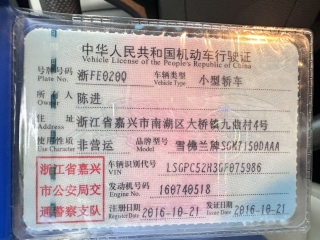 中华人民共和国机动车行驶证
Vehicle License of the People's Republic of China
号牌号码 Plate No. 浙FE020Q 车辆类型 Vehicle Type 小型轿车
所有人 Owner 陈进
住址 Address 浙江省嘉兴市南湖区大桥镇九鼎村4号
使用性质 Use Character 非营运 品牌型号 Model 雪佛兰牌SGM7150DAAA
浙江省嘉兴市公安局交通警察支队
车辆识别代号 VIN LSGPC52H3GF075986
发动机号码 Engine No. 160740518
注册日期 Register Date 2016-10-21 发证日期 Issue Date 2016-10-21